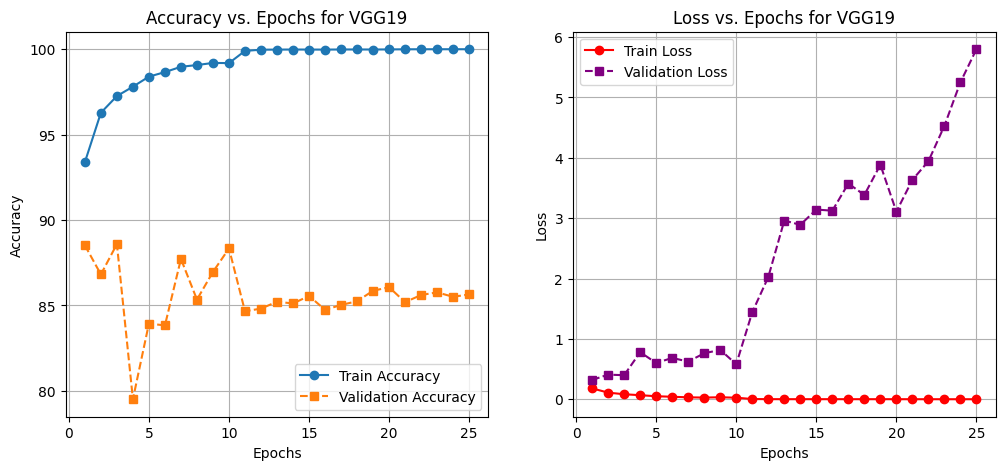 Accuracy vs. Epochs for VGG19
100
95
90
85
80
Accuracy
0
5
10
15
20
25
Epochs
Train Accuracy
Validation Accuracy
Loss vs. Epochs for VGG19
6
5
4
3
2
1
0
Loss
0
5
10
15
20
25
Epochs
Train Loss
Validation Loss